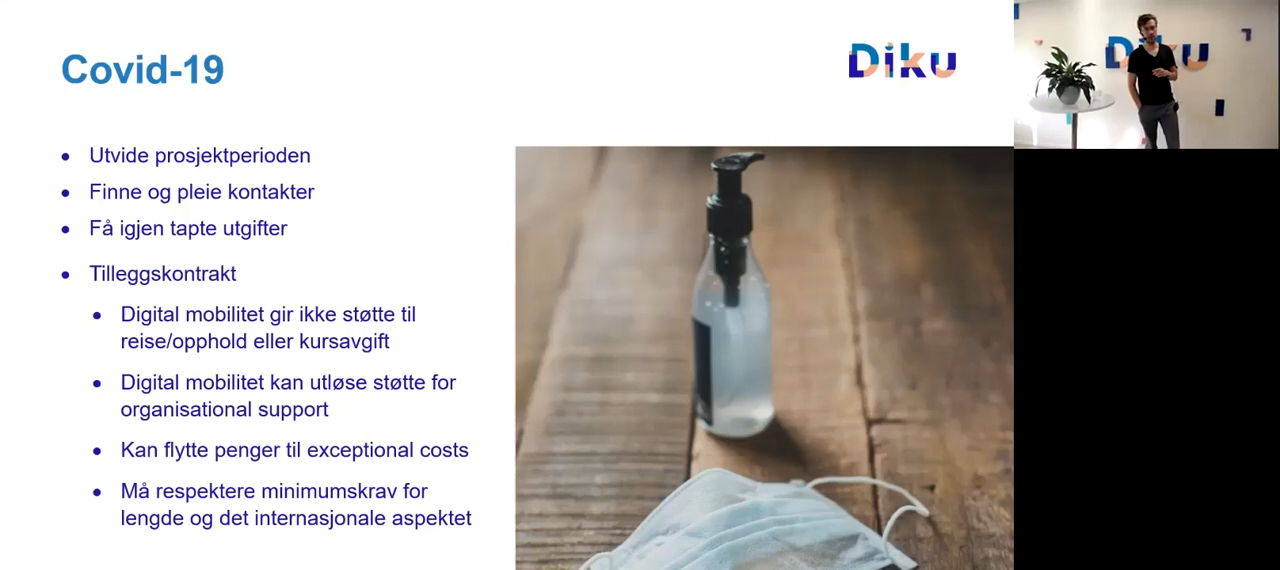 Covid-19
Diku
Diku
Utvide prosjektperioden
Finne og pleie kontakter
Få igjen tapte utgifter
Tilleggskontrakt
Digital mobilitet gir ikke støtte til
reise/opphold eller kursavgift
Digital mobilitet kan utløse støtte for
organisational support
Kan flytte penger til exceptional costs
Må respektere minimumskrav for
lengde og det internasjonale aspektet